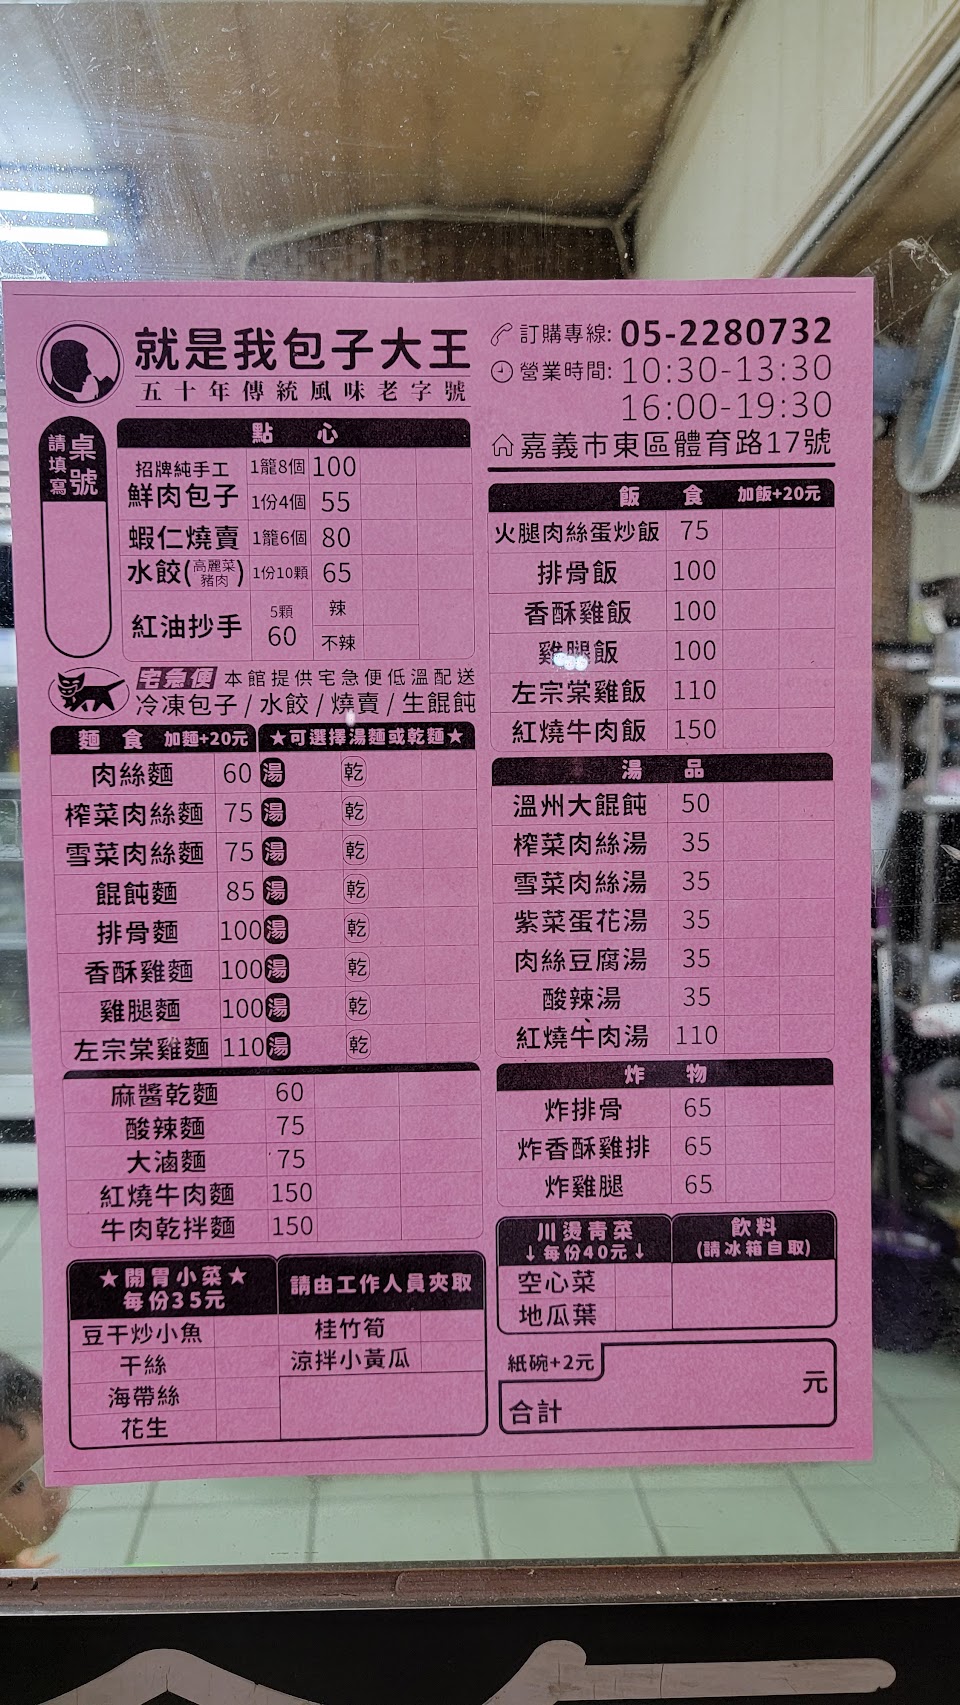 就是我包子大王
五十年傳統風味老字號
訂購專線: 05-2280732
營業時間: 10:30-13:30
16:00-19:30
嘉義市東區體育路17號
請填寫 桌號
點 心
招牌純手工 鮮肉包子 1籠8個 100
1份4個 55
蝦仁燒賣 1籠6個 80
水餃(高麗菜豬肉) 1份10顆 65
紅油抄手 5顆 60 辣
不辣
宅急便 本館提供宅急便低溫配送
冷凍包子/水餃/燒賣/生餛飩
麵 食 加麵+20元 ★可選擇湯麵或乾麵★
肉絲麵 60 湯 乾
榨菜肉絲麵 75 湯 乾
雪菜肉絲麵 75 湯 乾
餛飩麵 85 湯 乾
排骨麵 100 湯 乾
香酥雞麵 100 湯 乾
雞腿麵 100 湯 乾
左宗棠雞麵 110 湯 乾
麻醬乾麵 60
酸辣麵 75
大滷麵 75
紅燒牛肉麵 150
牛肉乾拌麵 150
★開胃小菜★
每份35元
請由工作人員夾取
豆干炒小魚 桂竹筍
干絲 涼拌小黃瓜
海帶絲
花生
飯 食 加飯+20元
火腿肉絲蛋炒飯 75
排骨飯 100
香酥雞飯 100
雞腿飯 100
左宗棠雞飯 110
紅燒牛肉飯 150
湯 品
溫州大餛飩 50
榨菜肉絲湯 35
雪菜肉絲湯 35
紫菜蛋花湯 35
肉絲豆腐湯 35
酸辣湯 35
紅燒牛肉湯 110
炸 物
炸排骨 65
炸香酥雞排 65
炸雞腿 65
川燙青菜
↓每份40元↓
飲料
(請冰箱自取)
空心菜
地瓜葉
紙碗+2元
合計 元